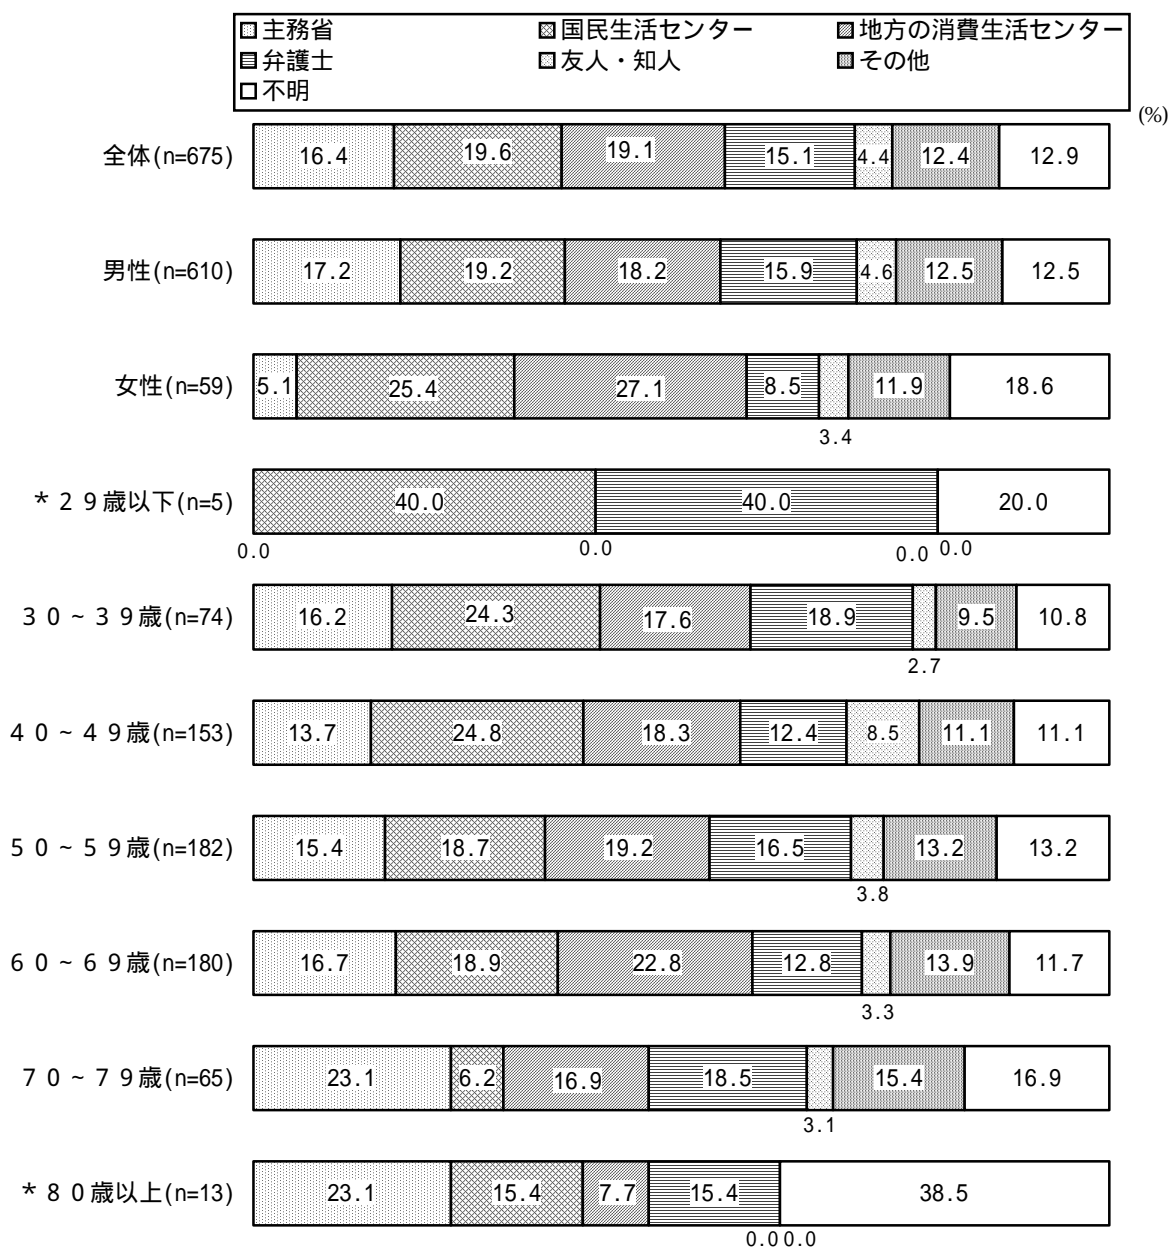 主務省 国民生活センター 地方の消費生活センター
弁護士 友人・知人 その他
不明
(%)
全体(n=675) 16.4 19.6 19.1 15.1 4.4 12.4 12.9
男性(n=610) 17.2 19.2 18.2 15.9 4.6 12.5 12.5
女性(n=59) 5.1 25.4 27.1 8.5 11.9 18.6
3.4
*29歳以下(n=5) 40.0 40.0 20.0
0.0 0.0 0.0 0.0
30~39歳(n=74) 16.2 24.3 17.6 18.9 9.5 10.8
2.7
40~49歳(n=153) 13.7 24.8 18.3 12.4 8.5 11.1 11.1
50~59歳(n=182) 15.4 18.7 19.2 16.5 13.2 13.2
3.8
60~69歳(n=180) 16.7 18.9 22.8 12.8 13.9 11.7
3.3
70~79歳(n=65) 23.1 6.2 16.9 18.5 15.4 16.9
3.1
*80歳以上(n=13) 23.1 15.4 7.7 15.4 38.5
0.0 0.0